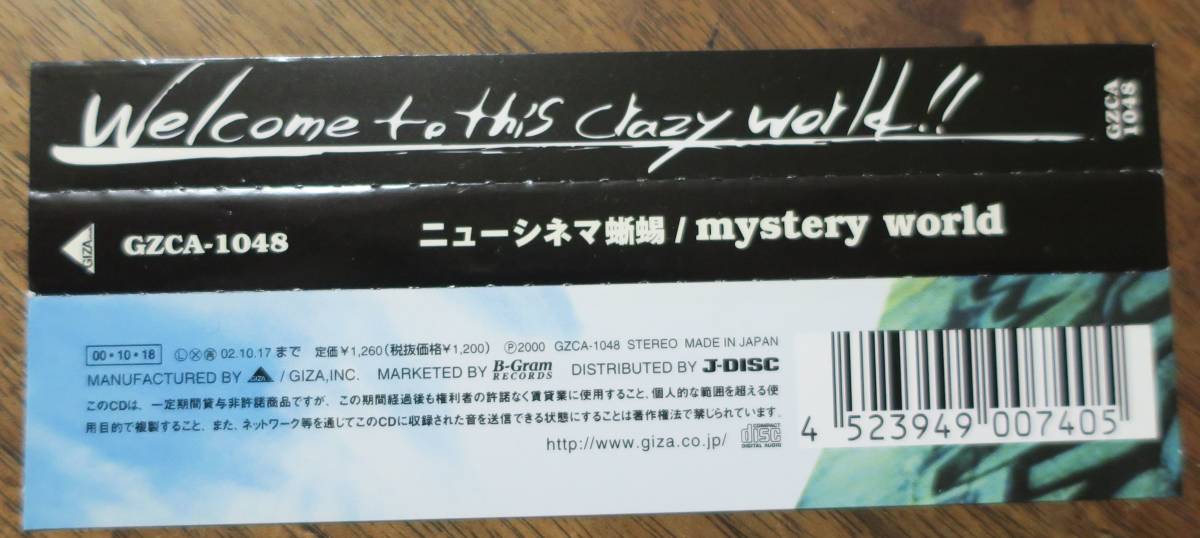 Welcome to this crazy world!!
GZCA
1048
GIZA
GZCA-1048
ニューシネマ蜥蜴 / mystery world
00・10・18 Ⓛ Ⓧ 02.10.17 まで 定価¥1,260(税抜価格¥1,200) Ⓟ2000 GZCA-1048 STEREO MADE IN JAPAN
MANUFACTURED BY GIZA / GIZA,INC. MARKETED BY B-Gram RECORDS DISTRIBUTED BY J-DISC
このCDは、一定期間貸与非許諾商品ですが、この期間経過後も権利者の許諾なく賃貸業に使用すること、個人的な範囲を超える使
用目的で複製すること、また、ネットワーク等を通じてこのCDに収録された音を送信できる状態にすることは著作権法で禁じられています。
http://www.giza.co.jp/
COMPACT
disc
DIGITAL AUDIO
4 523949 007405